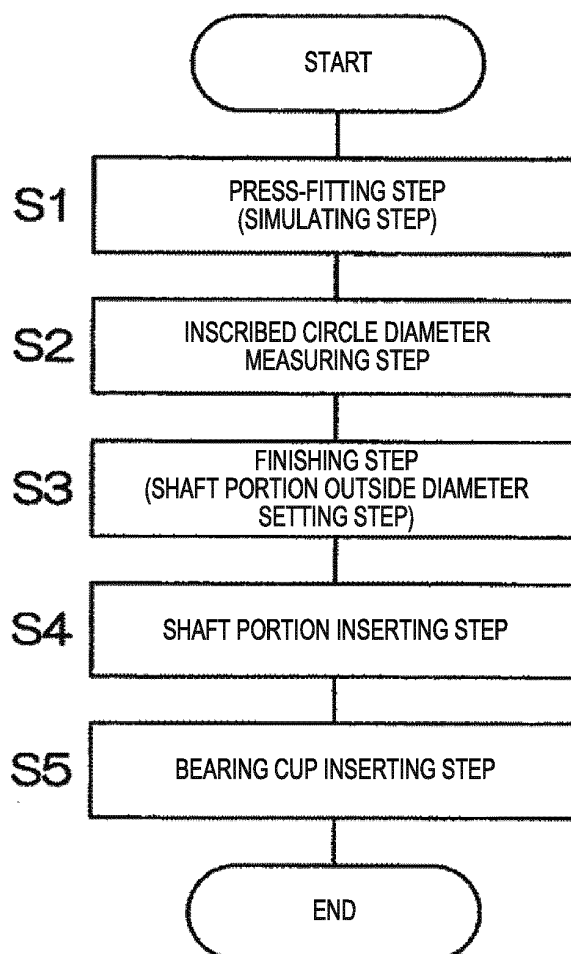 START
S1
PRESS-FITTING STEP
(SIMULATING STEP)
S2
INSCRIBED CIRCLE DIAMETER
MEASURING STEP
S3
FINISHING STEP
(SHAFT PORTION OUTSIDE DIAMETER
SETTING STEP)
S4
SHAFT PORTION INSERTING STEP
S5
BEARING CUP INSERTING STEP
END